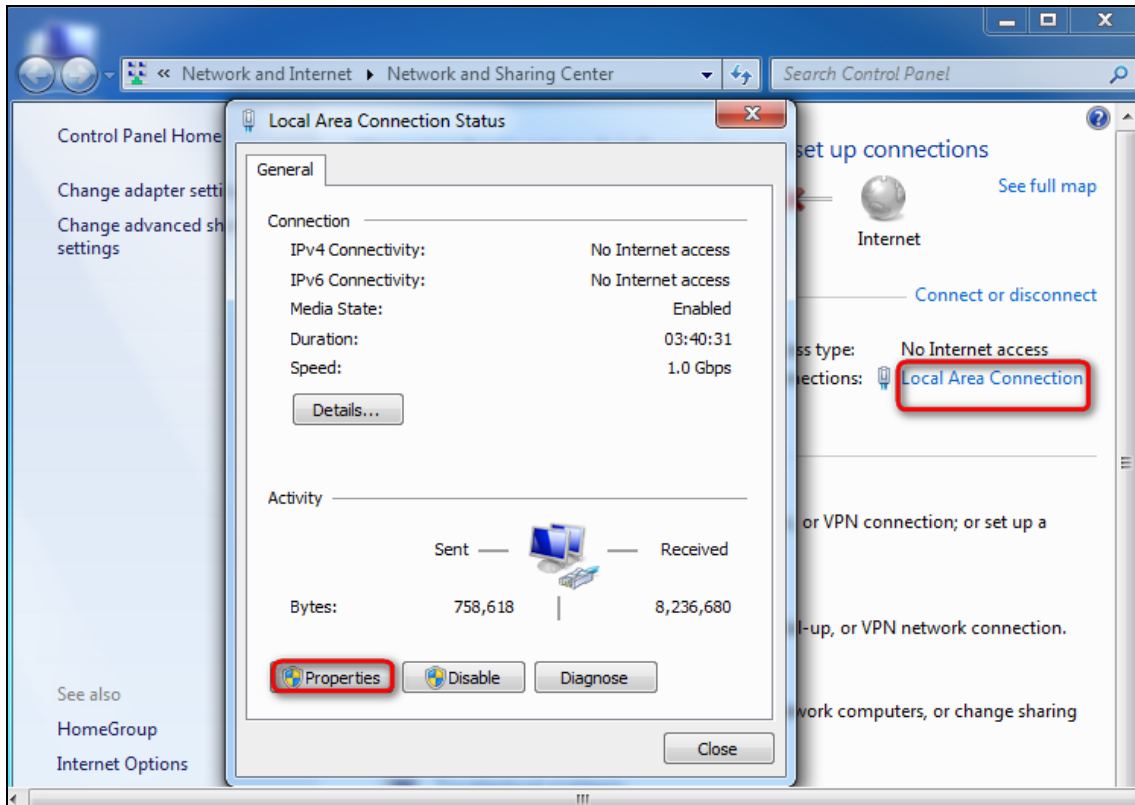 « Network and Internet ▸ Network and Sharing Center
Search Control Panel
Control Panel Home
Change adapter setti
Change advanced sh
settings
See also
HomeGroup
Internet Options
Local Area Connection Status
General
Connection
IPv4 Connectivity: No Internet access
IPv6 Connectivity: No Internet access
Media State: Enabled
Duration: 03:40:31
Speed: 1.0 Gbps
Details...
Activity
Sent Received
Bytes: 758,618 8,236,680
Properties Disable Diagnose
Close
set up connections
See full map
Internet
Connect or disconnect
ss type: No Internet access
nections: Local Area Connection
or VPN connection; or set up a
l-up, or VPN network connection.
work computers, or change sharing